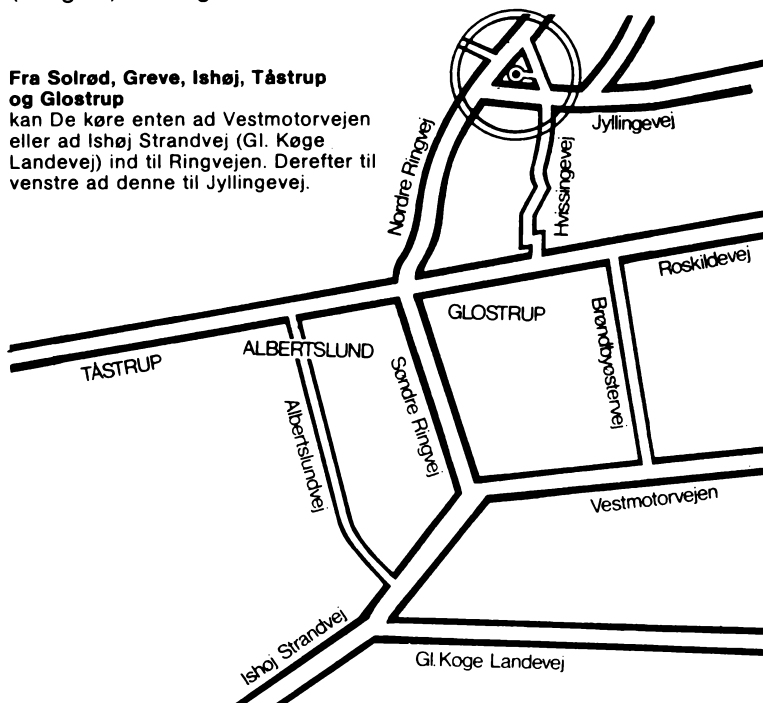 Fra Solrød, Greve, Ishøj, Tåstrup
og Glostrup
kan De køre enten ad Vestmotorvejen
eller ad Ishøj Strandvej (Gl. Køge
Landevej) ind til Ringvejen. Derefter til
venstre ad denne til Jyllingevej.
Jyllingevej
Nordre Ringvej
Hvissingevej
Roskildevej
GLOSTRUP
Brøndbyøstervej
ALBERTSLUND
TÅSTRUP
Søndre Ringvej
Albertslundvej
Vestmotorvejen
Ishoj Strandvej
Gl. Koge Landevej